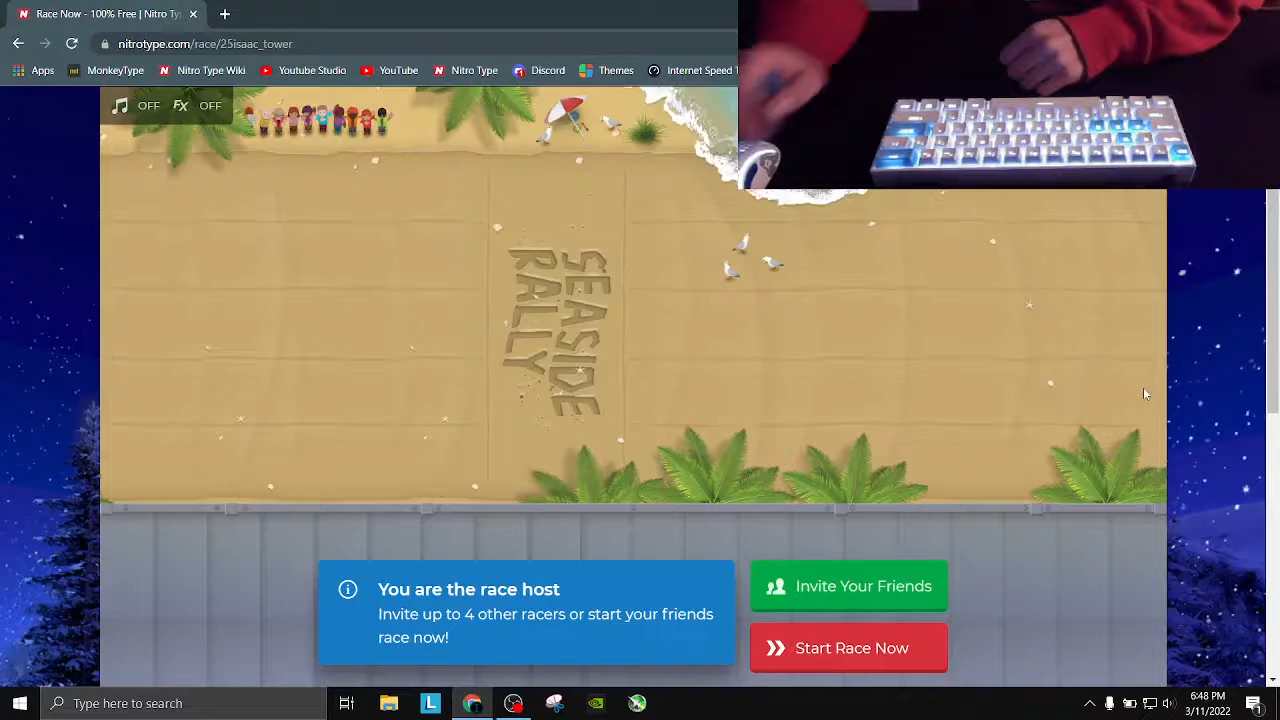 Race - 100% | Nitro Ty
nitrotype.com/race/25isaac_tower
Apps
MonkeyType
Nitro Type Wiki
YouTube Studio
YouTube
Nitro Type
Discord
Themes
Internet Speed T
OFF
FX OFF
SEASIDE
RALLY
You are the race host
Invite up to 4 other racers or start your friends
race now!
Invite Your Friends
Start Race Now
Type here to search
6:48 PM
3/11/2022